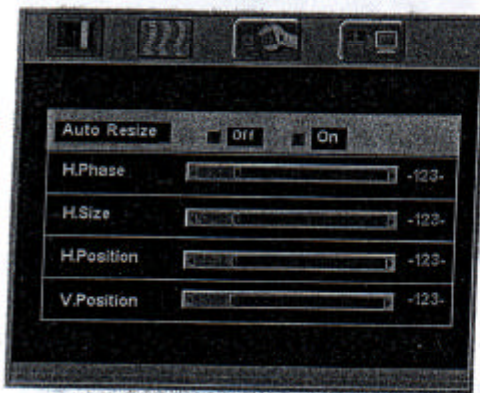 Auto Resize Off On
H.Phase -123-
H.Size -123-
H.Position -123-
V.Position -123-